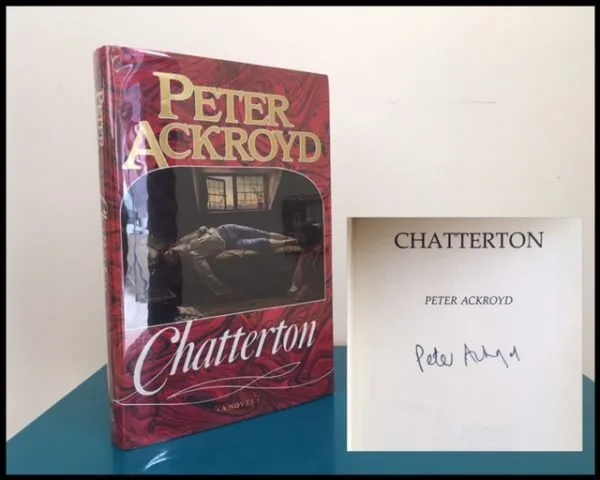 PETER
ACKROYD
Chatterton
A NOVEL
CHATTERTON
PETER ACKROYD
Peter Ackroyd